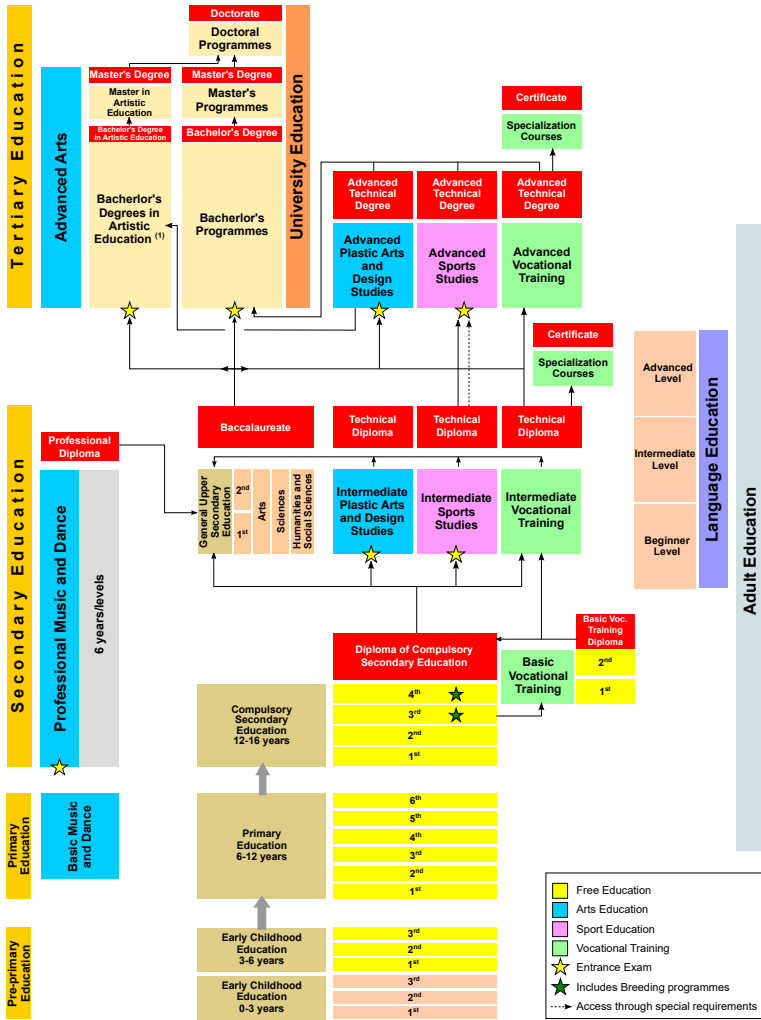 Tertiary Education
Advanced Arts
Doctorate
Doctoral
Programmes
Master's Degree
Master in
Artistic
Education
Bachelor's Degree
in Artistic Education
Bacherlor's
Degrees in
Artistic
Education (1)
Master's Degree
Master's
Programmes
Bachelor's Degree
Bacherlor's
Programmes
University Education
Certificate
Specialization
Courses
Advanced
Technical
Degree
Advanced
Technical
Degree
Advanced
Technical
Degree
Advanced
Plastic Arts
and
Design
Studies
Advanced
Sports
Studies
Advanced
Vocational
Training
Certificate
Specialization
Courses
Secondary Education
Professional
Diploma
Professional Music and Dance
6 years/levels
Baccalaureate
Technical
Diploma
Technical
Diploma
Technical
Diploma
General Upper
Secondary
Education
2nd
1st
Arts
Sciences
Humanities and
Social Sciences
Intermediate
Plastic Arts
and Design
Studies
Intermediate
Sports
Studies
Intermediate
Vocational
Training
Advanced
Level
Intermediate
Level
Beginner
Level
Language Education
Adult Education
Diploma of Compulsory
Secondary Education
Basic
Vocational
Training
Basic Voc.
Training
Diploma
2nd
1st
Compulsory
Secondary
Education
12-16 years
4th
3rd
2nd
1st
Primary
Education
Basic Music
and Dance
Primary
Education
6-12 years
6th
5th
4th
3rd
2nd
1st
Pre-primary
Education
Early Childhood
Education
3-6 years
3rd
2nd
1st
Early Childhood
Education
0-3 years
3rd
2nd
1st
Free Education
Arts Education
Sport Education
Vocational Training
Entrance Exam
Includes Breeding programmes
Access through special requirements